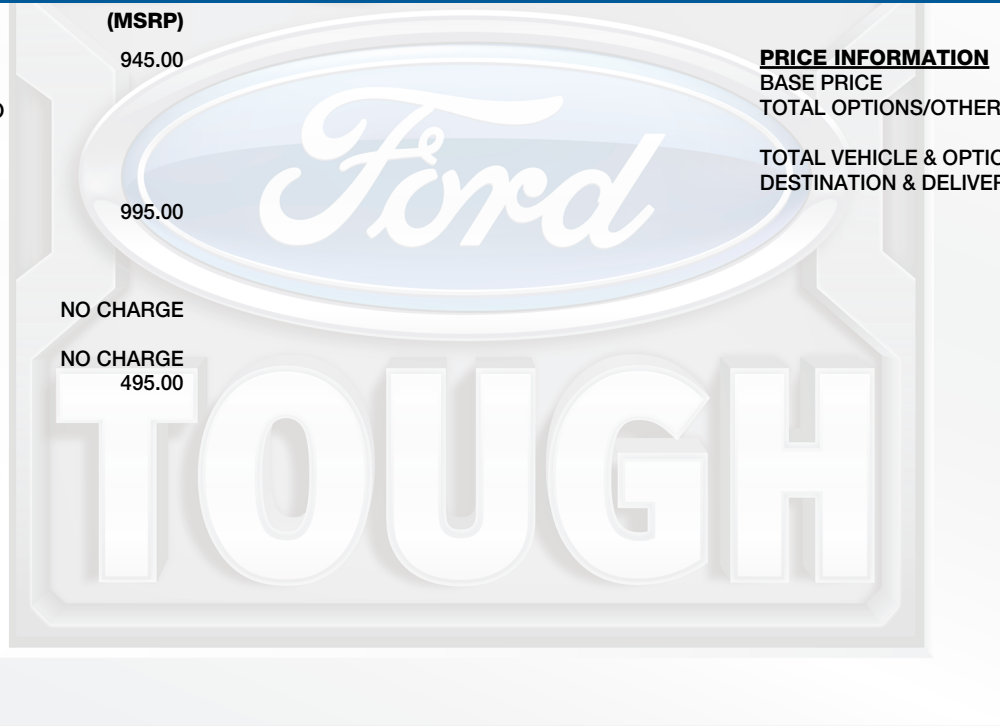 (MSRP)
945.00
995.00
NO CHARGE
NO CHARGE
495.00
PRICE INFORMATION
BASE PRICE
TOTAL OPTIONS/OTHER
TOTAL VEHICLE & OPTIO
DESTINATION & DELIVER
Ford
TOUGH